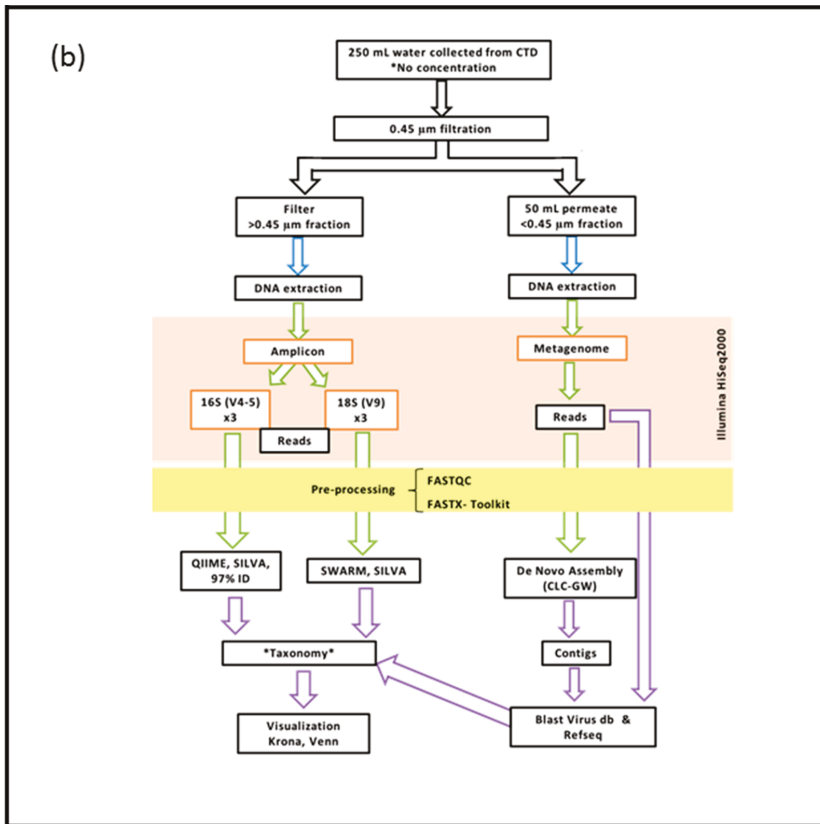 (b)
250 mL water collected from CTD
*No concentration
0.45 μm filtration
Filter
>0.45 μm fraction
50 mL permeate
<0.45 μm fraction
DNA extraction
DNA extraction
Amplicon
Metagenome
16S (V4-5)
x3
18S (V9)
x3
Reads
Reads
Illumina HiSeq2000
Pre-processing
FASTQC
FASTX- Toolkit
QIIME, SILVA,
97% ID
SWARM, SILVA
De Novo Assembly
(CLC-GW)
*Taxonomy*
Contigs
Visualization
Krona, Venn
Blast Virus db &
Refseq